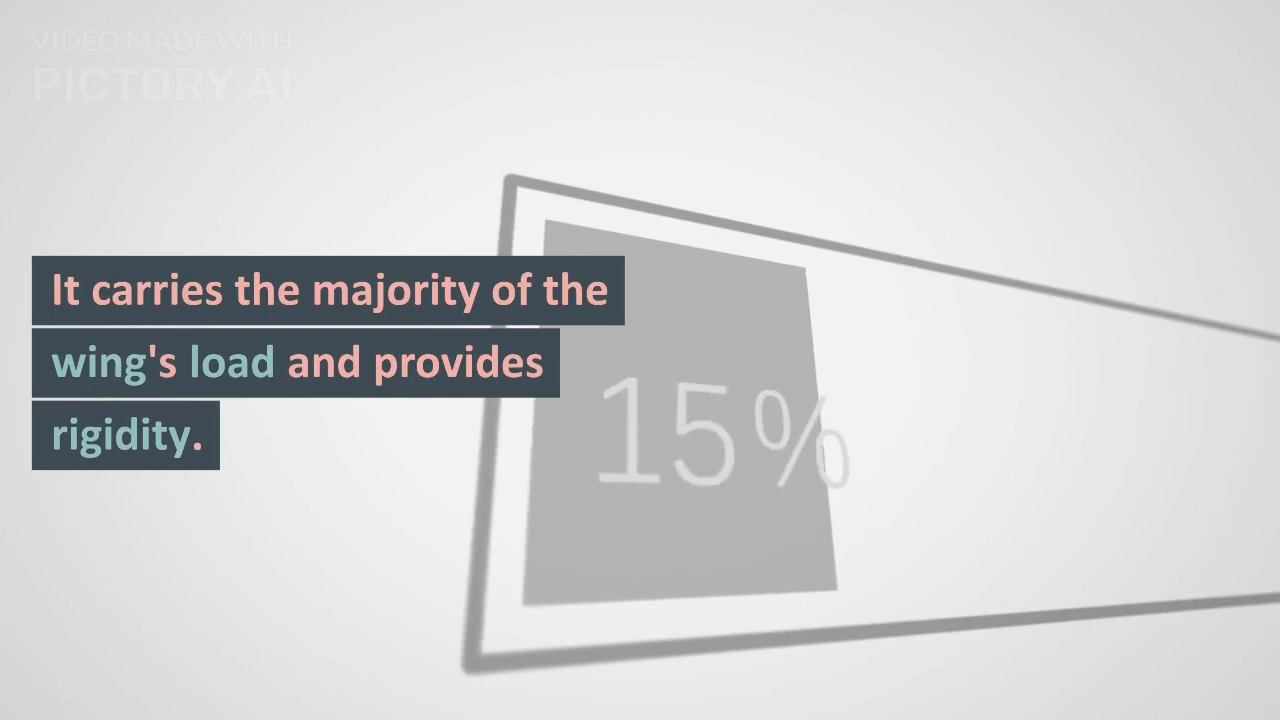 VIDEO MADE WITH
PICTORY.AI
It carries the majority of the
wing's load and provides
rigidity.
15%